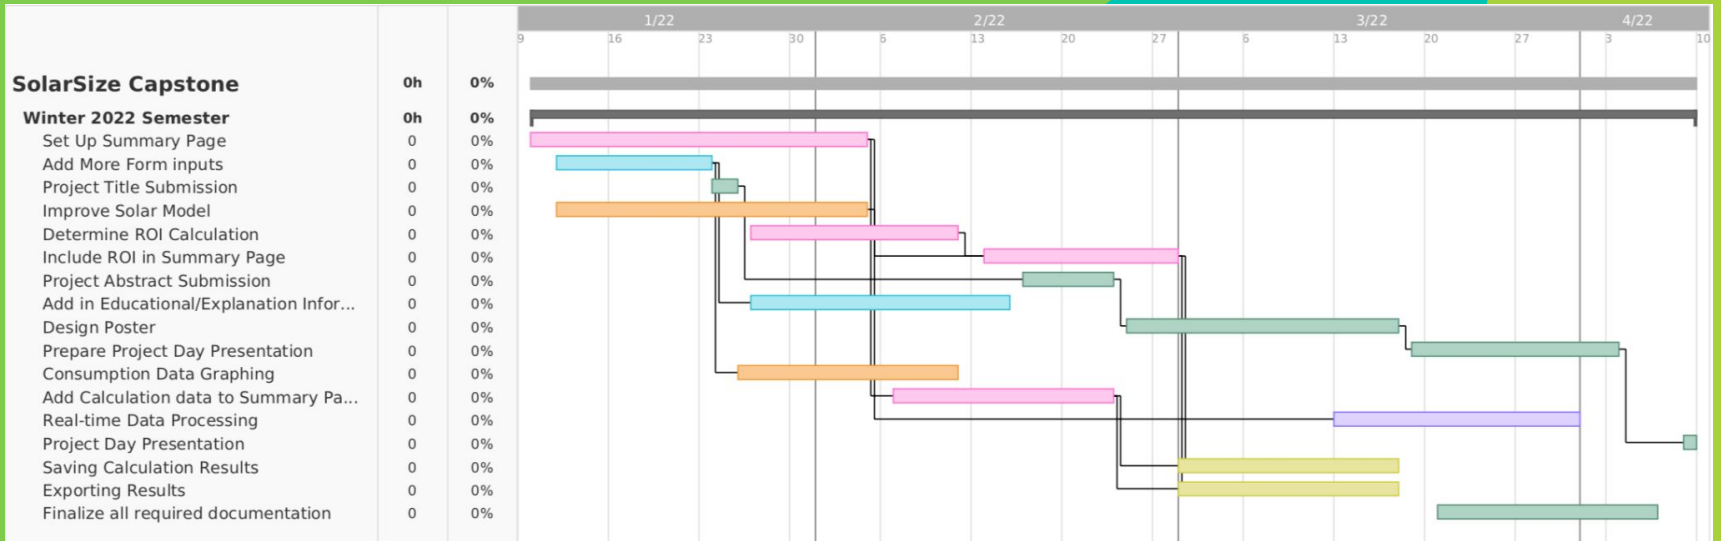 1/22 2/22 3/22 4/22
9 16 23 30 6 13 20 27 6 13 20 27 3 10
SolarSize Capstone 0h 0%
Winter 2022 Semester 0h 0%
Set Up Summary Page 0 0%
Add More Form inputs 0 0%
Project Title Submission 0 0%
Improve Solar Model 0 0%
Determine ROI Calculation 0 0%
Include ROI in Summary Page 0 0%
Project Abstract Submission 0 0%
Add in Educational/Explanation Infor... 0 0%
Design Poster 0 0%
Prepare Project Day Presentation 0 0%
Consumption Data Graphing 0 0%
Add Calculation data to Summary Pa... 0 0%
Real-time Data Processing 0 0%
Project Day Presentation 0 0%
Saving Calculation Results 0 0%
Exporting Results 0 0%
Finalize all required documentation 0 0%